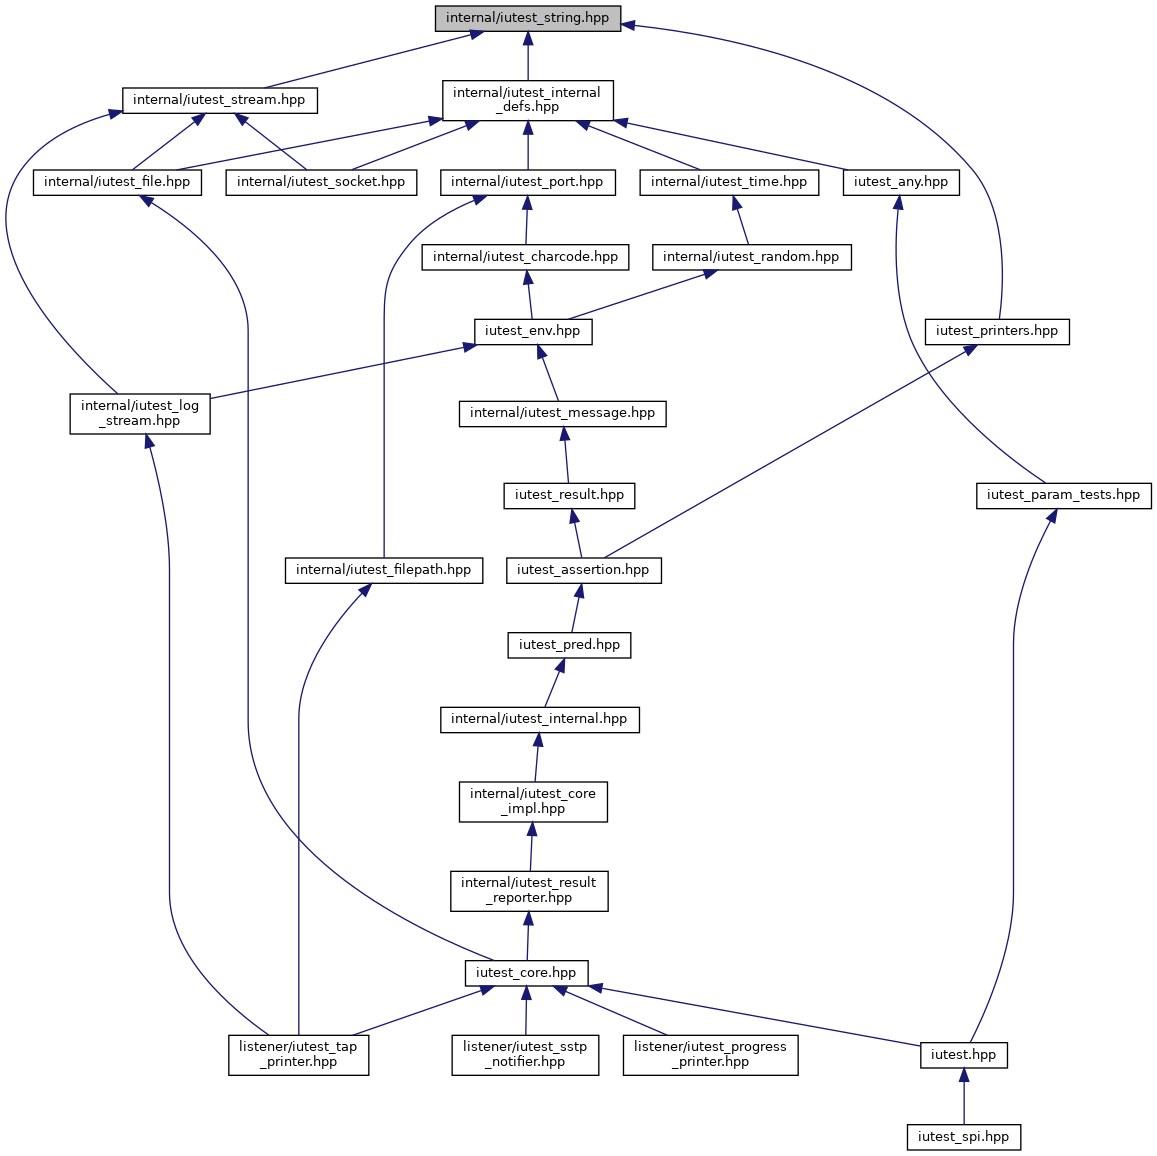 internal/iutest_string.hpp
internal/iutest_stream.hpp
internal/iutest_internal
_defs.hpp
internal/iutest_file.hpp
internal/iutest_socket.hpp
internal/iutest_port.hpp
internal/iutest_time.hpp
iutest_any.hpp
internal/iutest_charcode.hpp
internal/iutest_random.hpp
iutest_env.hpp
iutest_printers.hpp
internal/iutest_log
_stream.hpp
internal/iutest_message.hpp
iutest_result.hpp
iutest_param_tests.hpp
internal/iutest_filepath.hpp
iutest_assertion.hpp
iutest_pred.hpp
internal/iutest_internal.hpp
internal/iutest_core
_impl.hpp
internal/iutest_result
_reporter.hpp
iutest_core.hpp
listener/iutest_tap
_printer.hpp
listener/iutest_sstp
_notifier.hpp
listener/iutest_progress
_printer.hpp
iutest.hpp
iutest_spi.hpp